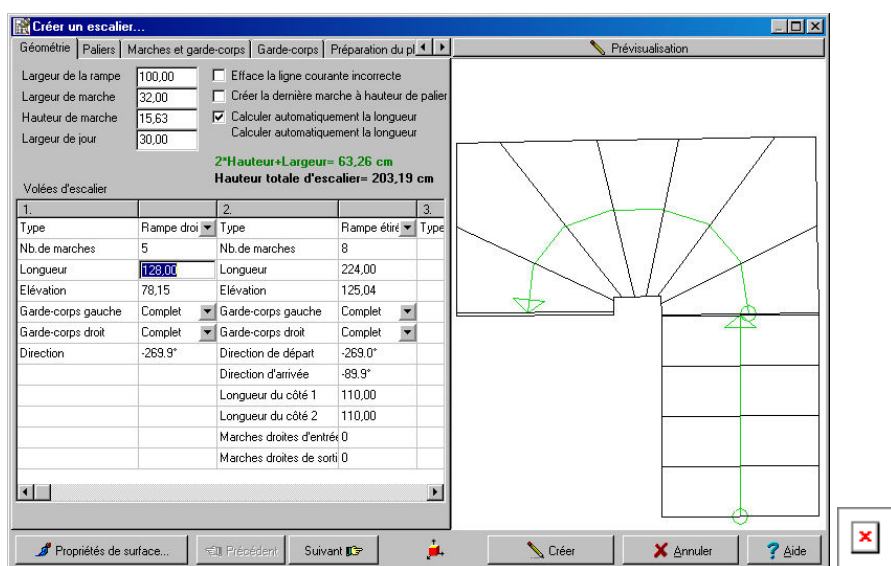 Créer un escalier...
Géométrie Paliers Marches et garde-corps Garde-corps Préparation du pl
Prévisualisation
Largeur de la rampe 100,00 Efface la ligne courante incorrecte
Largeur de marche 32,00 Créer la dernière marche à hauteur de palier
Hauteur de marche 15,63 Calculer automatiquement la longueur
Largeur de jour 30,00 Calculer automatiquement la longueur
2*Hauteur+Largeur= 63,26 cm
Hauteur totale d'escalier= 203,19 cm
Volées d'escalier
1. 2. 3.
Type Rampe droi Type Rampe étiré Type
Nb.de marches 5 Nb.de marches 8
Longueur 128,00 Longueur 224,00
Elévation 78,15 Elévation 125,04
Garde-corps gauche Complet Garde-corps gauche Complet
Garde-corps droit Complet Garde-corps droit Complet
Direction -269.9° Direction de départ -269.0°
Direction d'arrivée -89.9°
Longueur du côté 1 110,00
Longueur du côté 2 110,00
Marches droites d'entrée 0
Marches droites de sorti 0
Propriétés de surface... Précédent Suivant Créer Annuler ? Aide